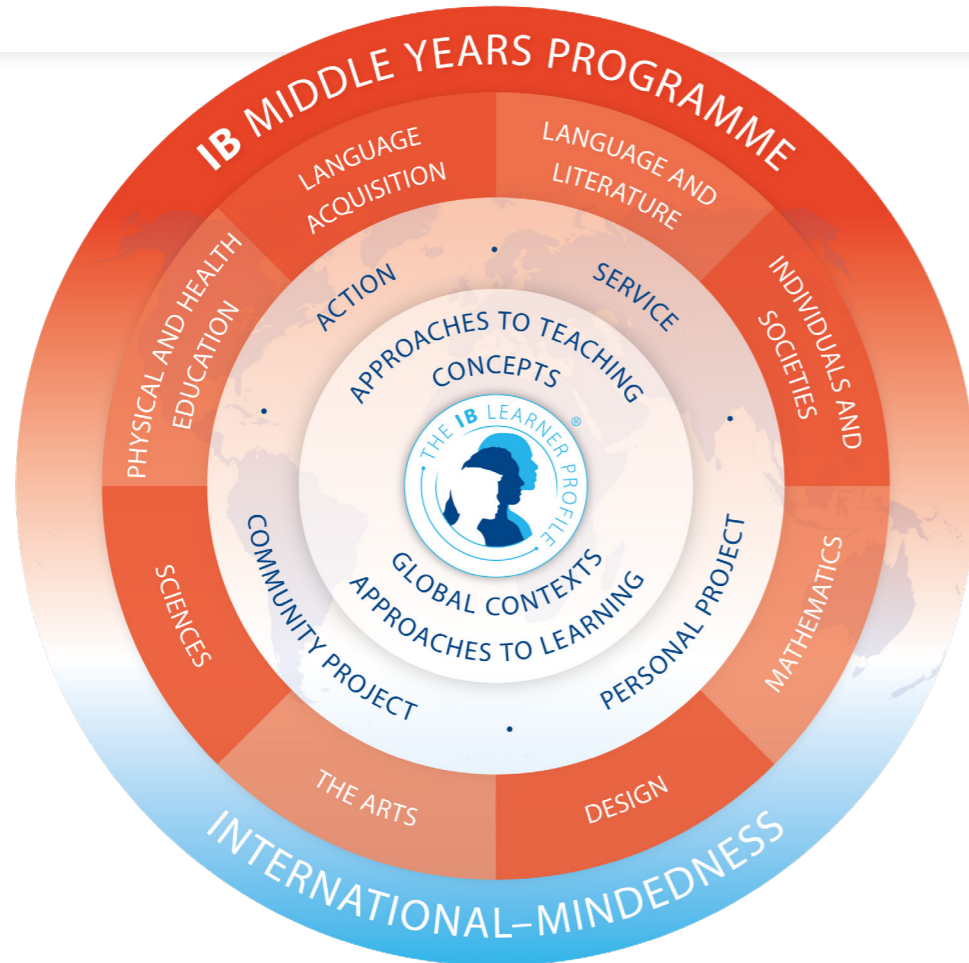 IB MIDDLE YEARS PROGRAMME
LANGUAGE
ACQUISITION
LANGUAGE AND
LITERATURE
INDIVIDUALS AND
SOCIETIES
MATHEMATICS
DESIGN
THE ARTS
SCIENCES
PHYSICAL AND HEALTH
EDUCATION
ACTION
SERVICE
PERSONAL PROJECT
COMMUNITY PROJECT
APPROACHES TO TEACHING
CONCEPTS
THE IB LEARNER PROFILE
®
GLOBAL CONTEXTS
APPROACHES TO LEARNING
INTERNATIONAL–MINDEDNESS